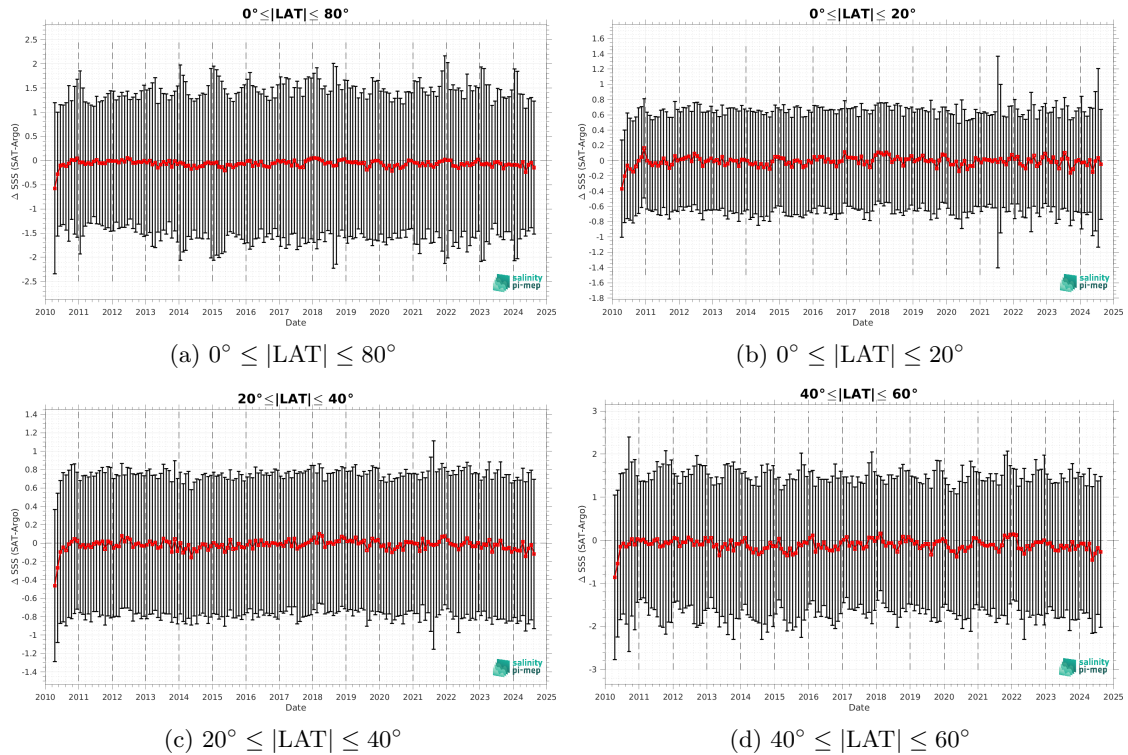 0°≤|LAT|≤ 80°
2.5
2
1.5
1
0.5
0
-0.5
-1
-1.5
-2
-2.5
Δ SSS (SAT-Argo)
2010 2011 2012 2013 2014 2015 2016 2017 2018 2019 2020 2021 2022 2023 2024 2025
Date
salinity
pi-mep
(a) 0° ≤ |LAT| ≤ 80°
0°≤|LAT|≤ 20°
1.6
1.4
1.2
1
0.8
0.6
0.4
0.2
0
-0.2
-0.4
-0.6
-0.8
-1
-1.2
-1.4
-1.6
-1.8
Δ SSS (SAT-Argo)
2010 2011 2012 2013 2014 2015 2016 2017 2018 2019 2020 2021 2022 2023 2024 2025
Date
salinity
pi-mep
(b) 0° ≤ |LAT| ≤ 20°
20°≤|LAT|≤ 40°
1.4
1.2
1
0.8
0.6
0.4
0.2
0
-0.2
-0.4
-0.6
-0.8
-1
-1.2
-1.4
Δ SSS (SAT-Argo)
2010 2011 2012 2013 2014 2015 2016 2017 2018 2019 2020 2021 2022 2023 2024 2025
Date
salinity
pi-mep
(c) 20° ≤ |LAT| ≤ 40°
40°≤|LAT|≤ 60°
3
2
1
0
-1
-2
-3
Δ SSS (SAT-Argo)
2010 2011 2012 2013 2014 2015 2016 2017 2018 2019 2020 2021 2022 2023 2024 2025
Date
salinity
pi-mep
(d) 40° ≤ |LAT| ≤ 60°